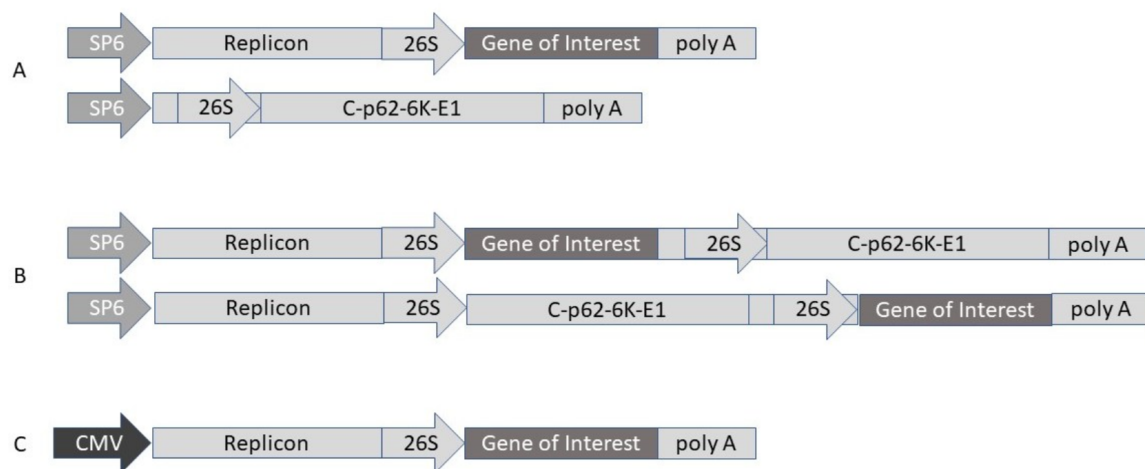 A
SP6 Replicon 26S Gene of Interest poly A
SP6 26S C-p62-6K-E1 poly A
B
SP6 Replicon 26S Gene of Interest 26S C-p62-6K-E1 poly A
SP6 Replicon 26S C-p62-6K-E1 26S Gene of Interest poly A
C
CMV Replicon 26S Gene of Interest poly A